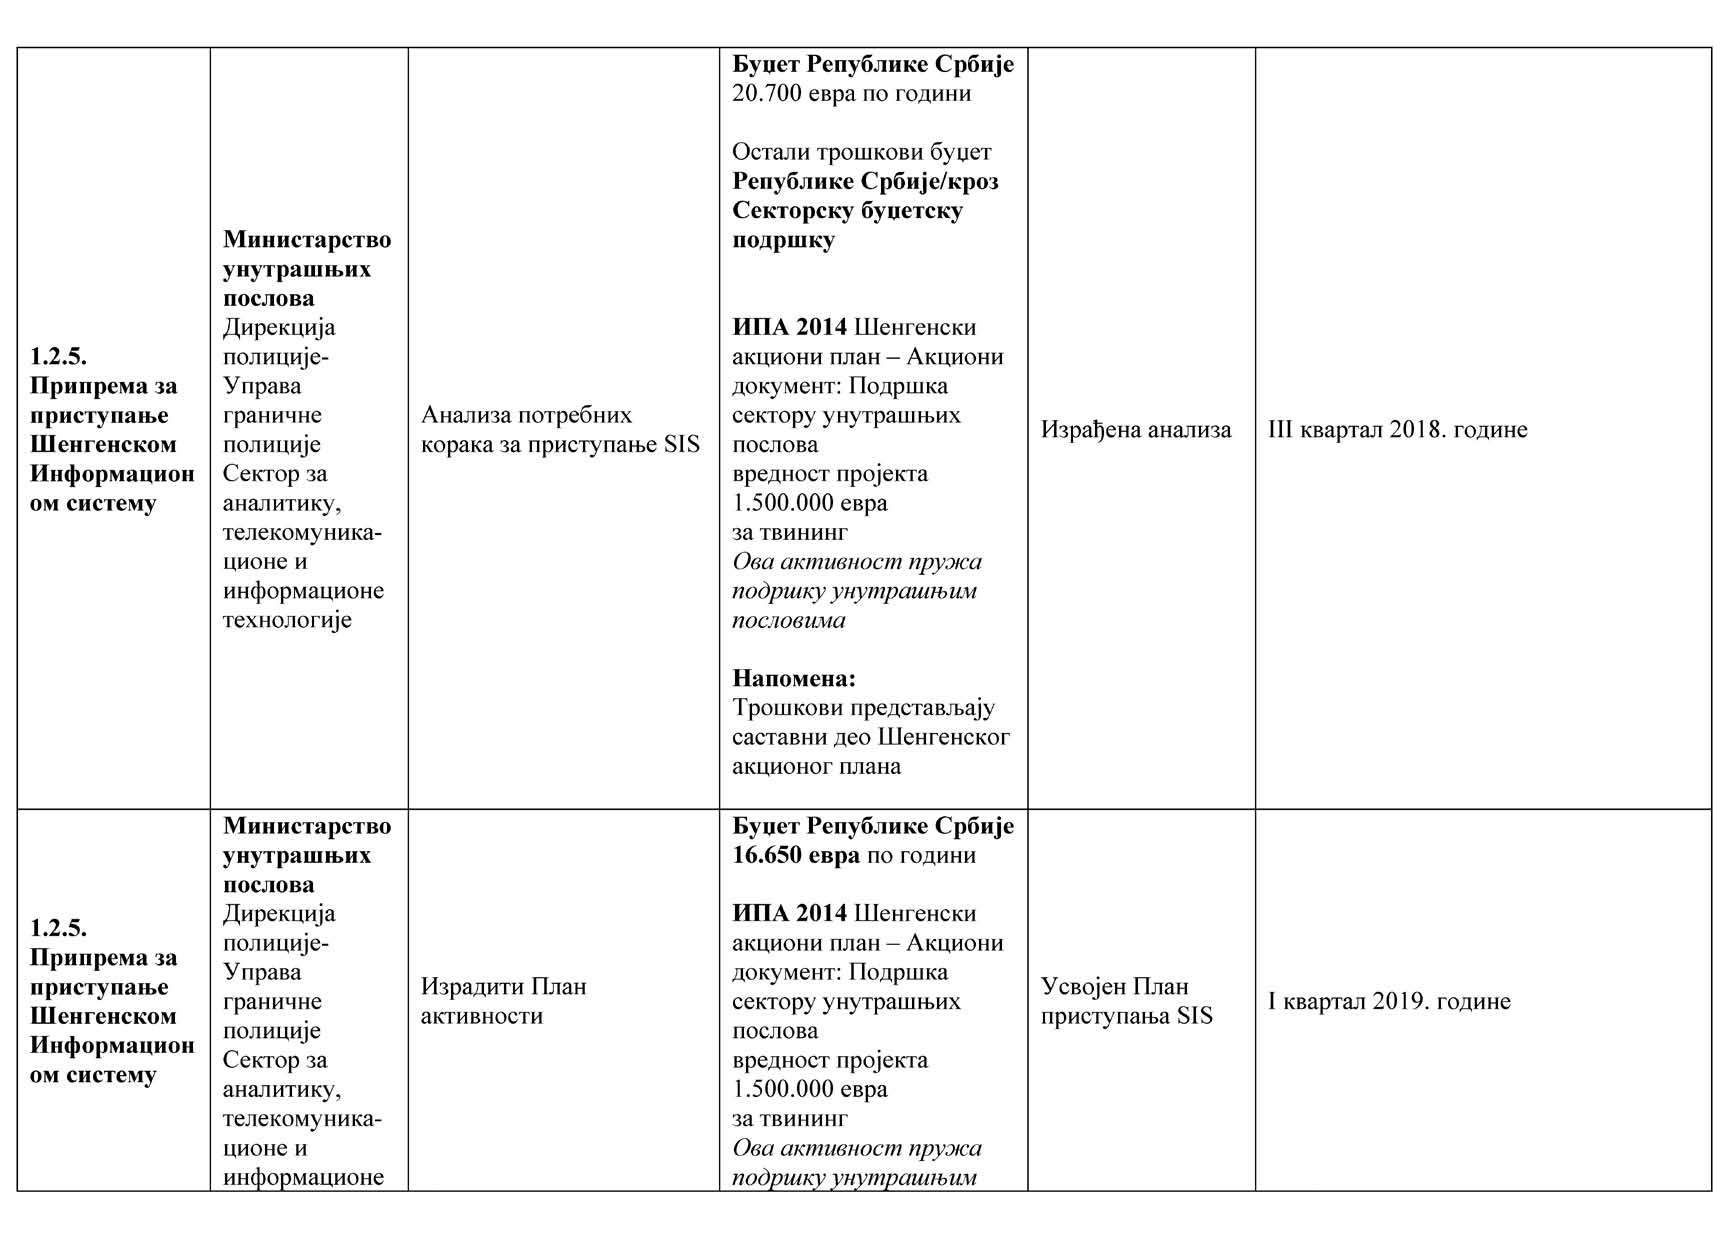 1.2.5.
Припрема за
приступање
Шенгенском
Информацион
ом систему
Министарство
унутрашњих
послова
Дирекција
полиције-
Управа
граничне
полиције
Сектор за
аналитику,
телекомуника-
ционе и
информационе
технологије
Анализа потребних
корака за приступање SIS
Буџет Републике Србије
20.700 евра по години
Остали трошкови буџет
Републике Србије/кроз
Секторску буџетску
подршку
ИПА 2014 Шенгенски
акциони план – Акциони
документ: Подршка
сектору унутрашњих
послова
вредност пројекта
1.500.000 евра
за твининг
Ова активност пружа
подршку унутрашњим
пословима
Напомена:
Трошкови представљају
саставни део Шенгенског
акционог плана
Израђена анализа
III квартал 2018. године
1.2.5.
Припрема за
приступање
Шенгенском
Информацион
ом систему
Министарство
унутрашњих
послова
Дирекција
полиције-
Управа
граничне
полиције
Сектор за
аналитику,
телекомуника-
ционе и
информационе
Израдити План
активности
Буџет Републике Србије
16.650 евра по години
ИПА 2014 Шенгенски
акциони план – Акциони
документ: Подршка
сектору унутрашњих
послова
вредност пројекта
1.500.000 евра
за твининг
Ова активност пружа
подршку унутрашњим
Усвојен План
приступања SIS
I квартал 2019. године